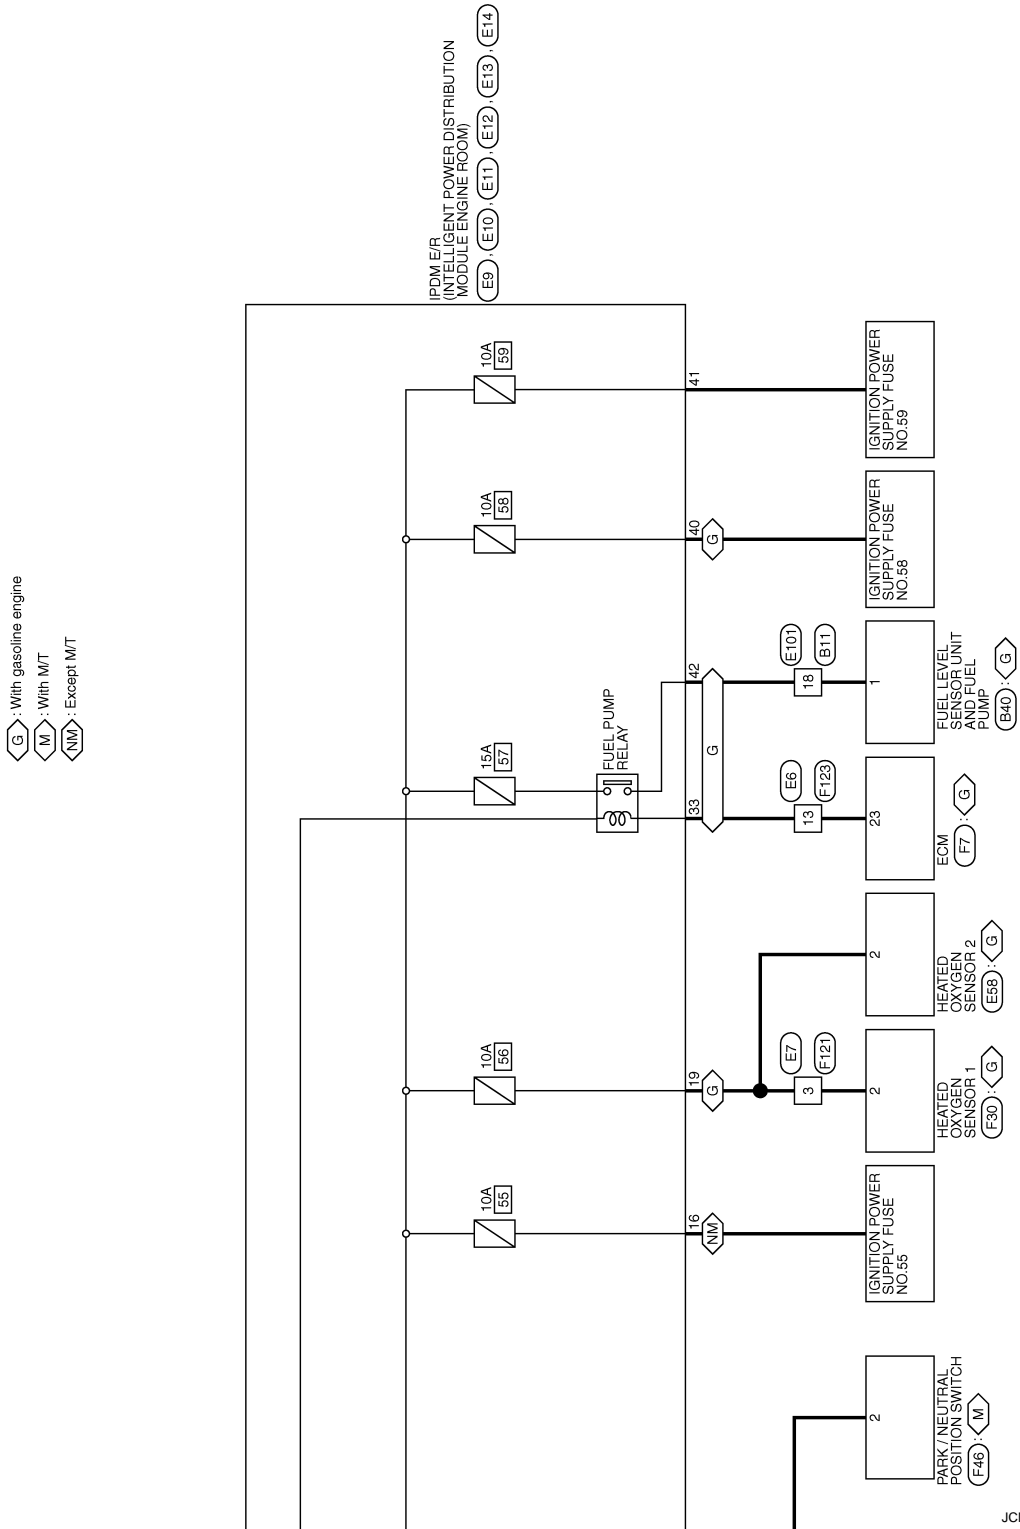 G : With gasoline engine
M : With M/T
NM : Except M/T
IPDM E/R
(INTELLIGENT POWER DISTRIBUTION
MODULE ENGINE ROOM)
E9 , E10 , E11 , E12 , E13 , E14
10A
55
10A
56
15A
57
10A
58
10A
59
FUEL PUMP
RELAY
16
19
33
42
40
41
NM
G
G
G
3
E7
F121
13
E6
F123
18
E101
B11
2
PARK / NEUTRAL
POSITION SWITCH
F46 : M
IGNITION POWER
SUPPLY FUSE
NO.55
2
HEATED
OXYGEN
SENSOR 1
F30 : G
2
HEATED
OXYGEN
SENSOR 2
E58 : G
23
ECM
F7 : G
1
FUEL LEVEL
SENSOR UNIT
AND FUEL
PUMP
B40 : G
IGNITION POWER
SUPPLY FUSE
NO.58
IGNITION POWER
SUPPLY FUSE
NO.59